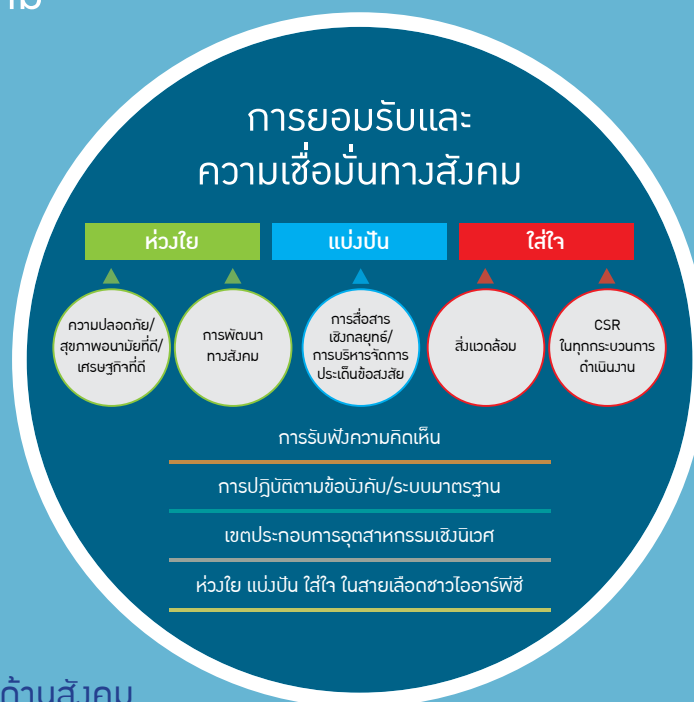 การยอมรับและ
ความเชื่อมั่นทางสังคม
ห่วงใย
แบ่งปัน
ใส่ใจ
ความปลอดภัย/
สุขภาพอนามัยที่ดี/
เศรษฐกิจที่ดี
การพัฒนา
ทางสังคม
การสื่อสาร
เชิงกลยุทธ์/
การบริหารจัดการ
ประเด็นข้อสงสัย
สิ่งแวดล้อม
CSR
ในทุกกระบวนการ
ดำเนินงาน
การรับฟังความคิดเห็น
การปฏิบัติตามข้อบังคับ/ระบบมาตรฐาน
เขตประกอบการอุตสาหกรรมเชิงนิเวศ
ห่วงใย แบ่งปัน ใส่ใจ ในสายเลือดชาวไออาร์พีซี
ด้านสังคม